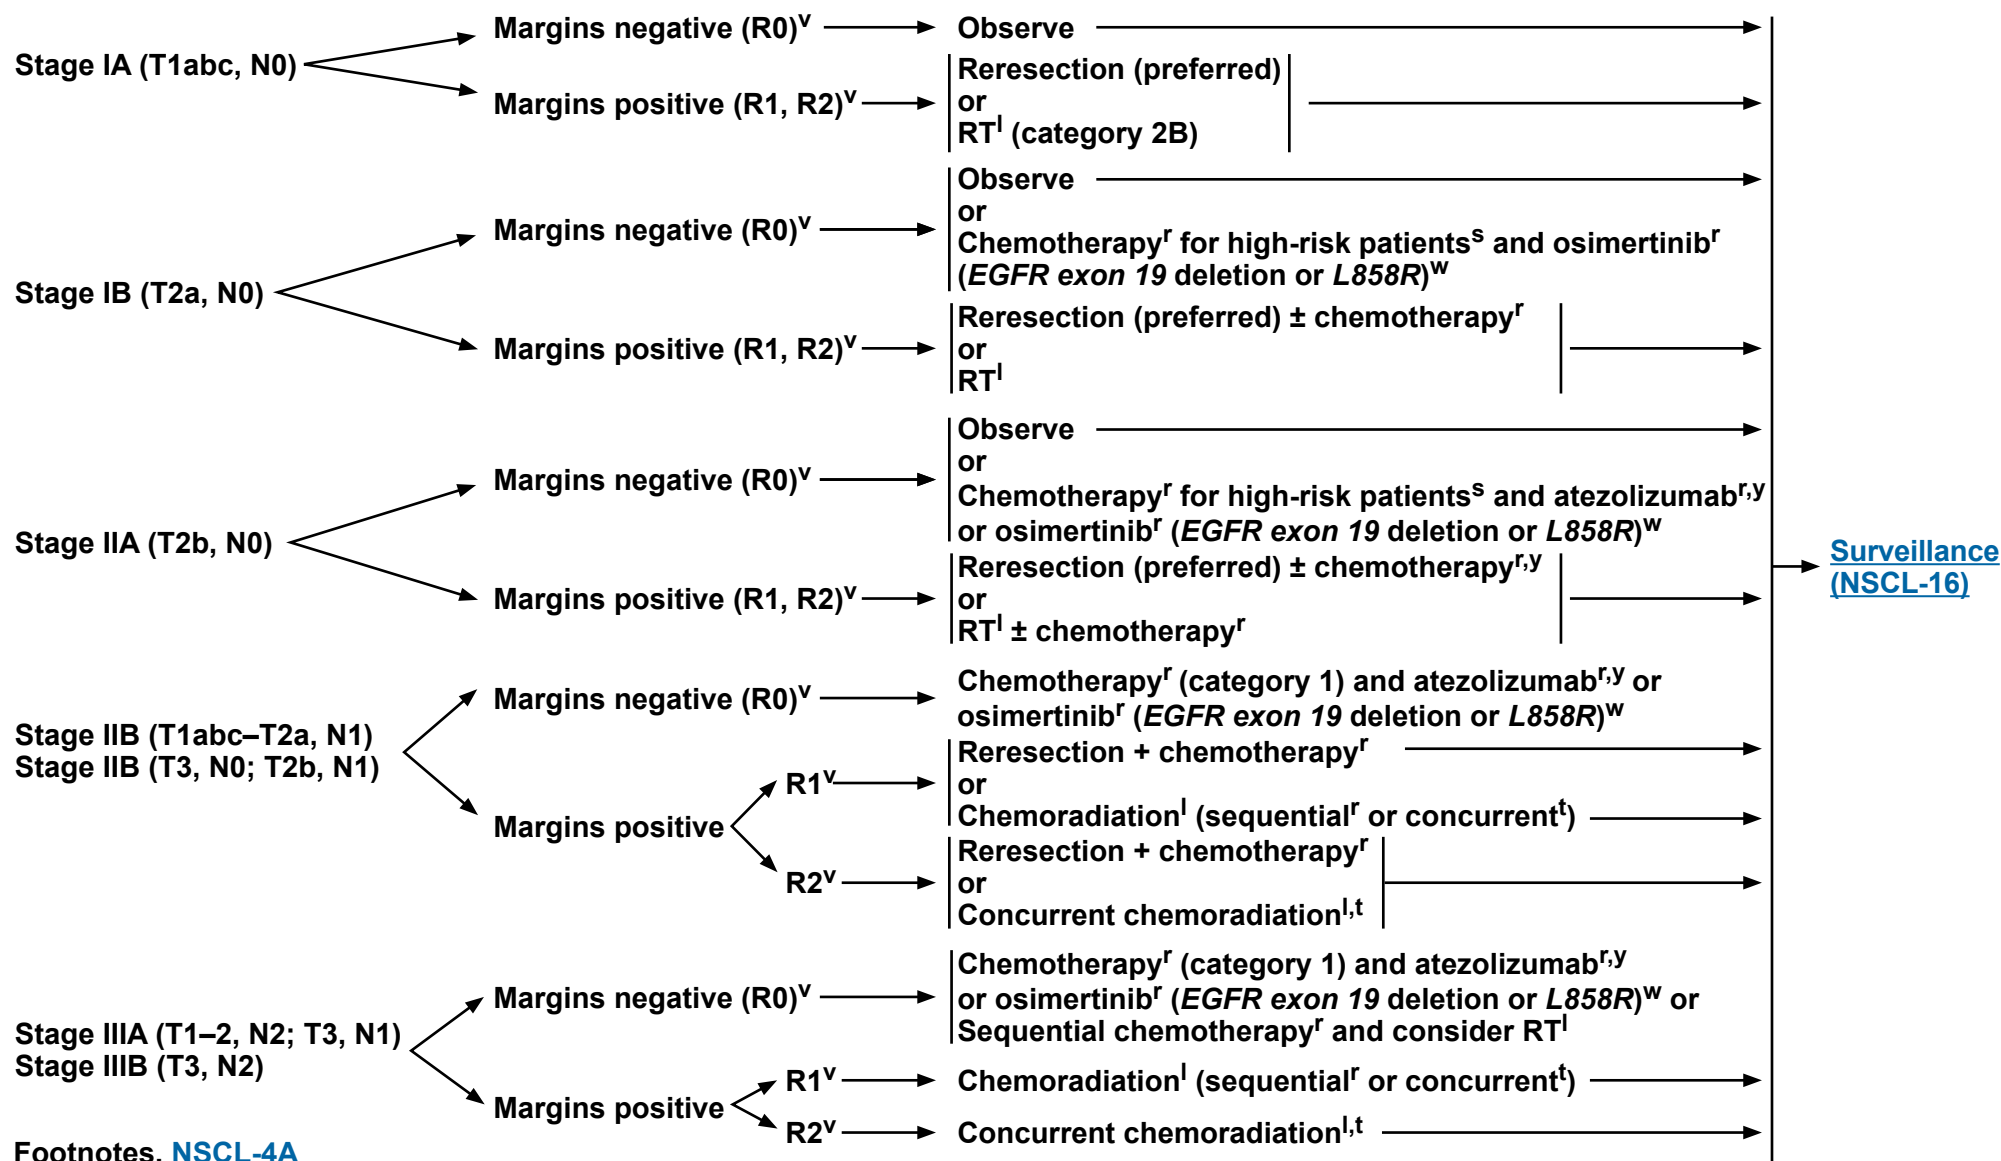 Stage IA (T1abc, N0)
Margins negative (R0)v
Observe
Margins positive (R1, R2)v
Reresection (preferred)
or
RTl (category 2B)
Stage IB (T2a, N0)
Margins negative (R0)v
Observe
or
Chemotherapyr for high-risk patientss and osimertinibr
(EGFR exon 19 deletion or L858R)w
Margins positive (R1, R2)v
Reresection (preferred) ± chemotherapyr
or
RTl
Stage IIA (T2b, N0)
Margins negative (R0)v
Observe
or
Chemotherapyr for high-risk patientss and atezolizumabr,y
or osimertinibr (EGFR exon 19 deletion or L858R)w
Margins positive (R1, R2)v
Reresection (preferred) ± chemotherapyr,y
or
RTl ± chemotherapyr
Stage IIB (T1abc–T2a, N1)
Stage IIB (T3, N0; T2b, N1)
Margins negative (R0)v
Chemotherapyr (category 1) and atezolizumabr,y or
osimertinibr (EGFR exon 19 deletion or L858R)w
Margins positive
R1v
Reresection + chemotherapyr
or
Chemoradiationl (sequentialr or concurrentt)
R2v
Reresection + chemotherapyr
or
Concurrent chemoradiationl,t
Stage IIIA (T1–2, N2; T3, N1)
Stage IIIB (T3, N2)
Margins negative (R0)v
Chemotherapyr (category 1) and atezolizumabr,y
or osimertinibr (EGFR exon 19 deletion or L858R)w or
Sequential chemotherapyr and consider RTl
Margins positive
R1v
Chemoradiationl (sequentialr or concurrentt)
R2v
Concurrent chemoradiationl,t
Surveillance
(NSCL-16)
Footnotes, NSCL-4A